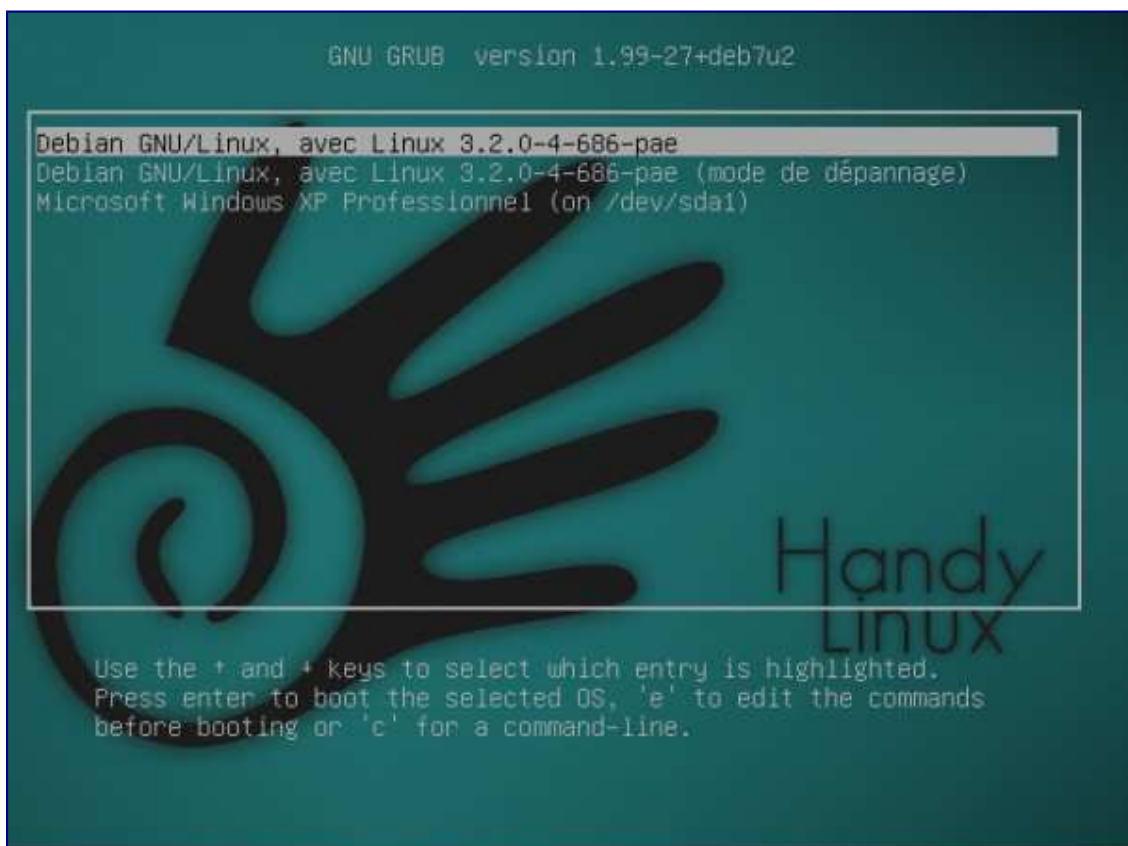 GNU GRUB version 1.99-27+deb7u2
Debian GNU/Linux, avec Linux 3.2.0-4-686-pae
Debian GNU/Linux, avec Linux 3.2.0-4-686-pae (mode de dépannage)
Microsoft Windows XP Professionnel (on /dev/sda1)
Handy
Linux
Use the ↑ and ↓ keys to select which entry is highlighted.
Press enter to boot the selected OS, 'e' to edit the commands
before booting or 'c' for a command-line.